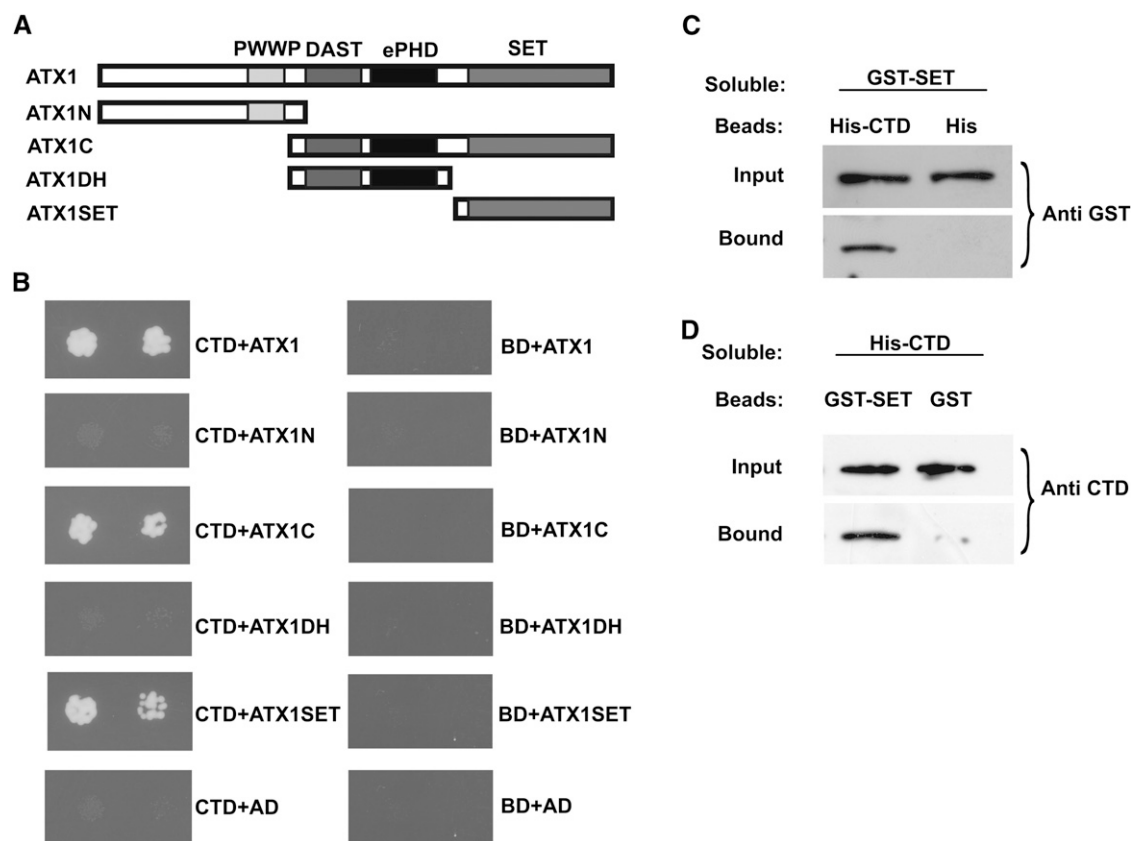 A
PWWP DAST ePHD SET
ATX1
ATX1N
ATX1C
ATX1DH
ATX1SET
B
CTD+ATX1 BD+ATX1
CTD+ATX1N BD+ATX1N
CTD+ATX1C BD+ATX1C
CTD+ATX1DH BD+ATX1DH
CTD+ATX1SET BD+ATX1SET
CTD+AD BD+AD
C
Soluble: GST-SET
Beads: His-CTD His
Input
Anti GST
Bound
D
Soluble: His-CTD
Beads: GST-SET GST
Input
Anti CTD
Bound